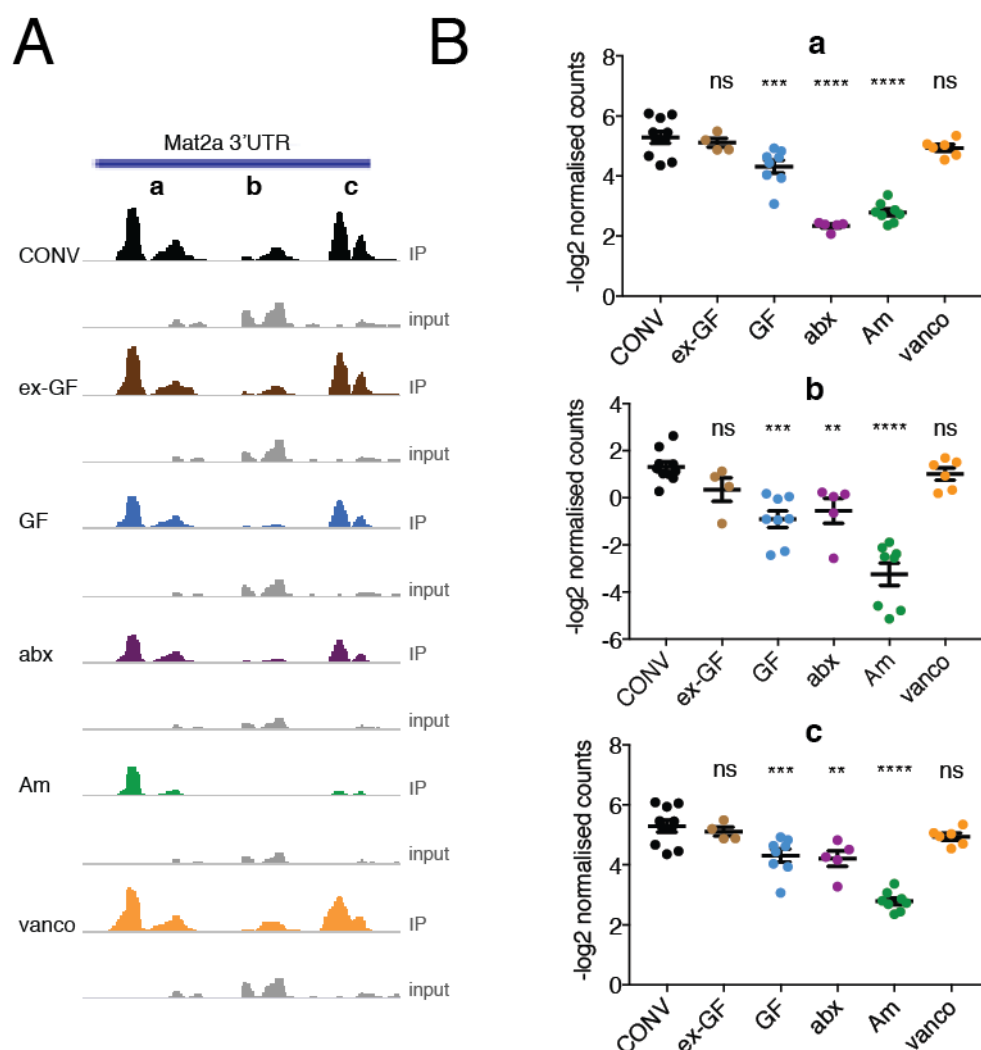 A
Mat2a 3'UTR
a b c
CONV IP
input
ex-GF IP
input
GF IP
input
abx IP
input
Am IP
input
vanco IP
input
B
a
-log2 normalised counts
8
6
4
2
0
ns *** **** **** ns
CONV ex-GF GF abx Am vanco
b
-log2 normalised counts
4
2
0
-2
-4
-6
ns *** ** **** ns
CONV ex-GF GF abx Am vanco
c
-log2 normalised counts
8
6
4
2
0
ns *** ** **** ns
CONV ex-GF GF abx Am vanco